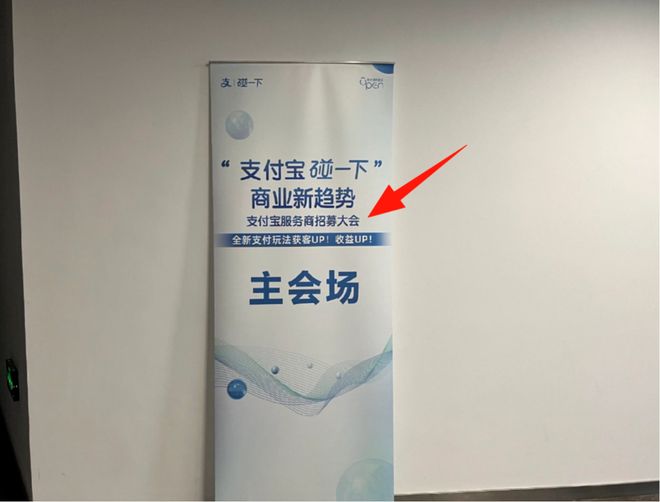 支 碰一下
Open
“支付宝 碰一下”
商业新趋势
支付宝服务商招募大会
全新支付玩法获客UP！收益UP！
主会场